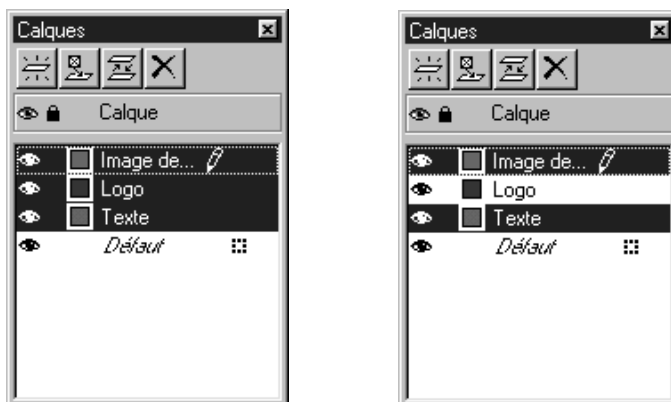 Calques
Calque
Image de...
Logo
Texte
Défaut
Calques
Calque
Image de...
Logo
Texte
Défaut